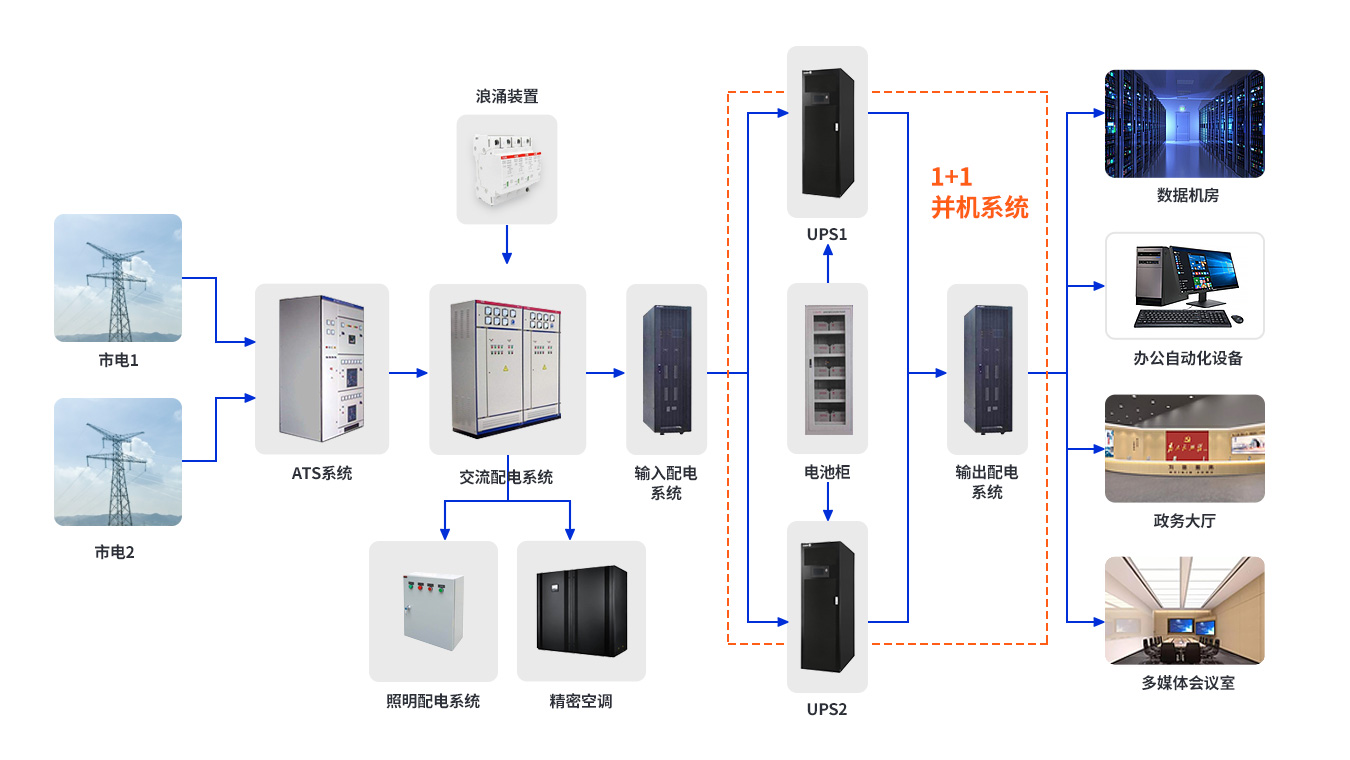 浪涌装置
市电1
市电2
ATS系统
交流配电系统
照明配电系统
精密空调
输入配电
系统
UPS1
电池柜
UPS2
1+1
并机系统
输出配电
系统
数据机房
办公自动化设备
政务大厅
多媒体会议室